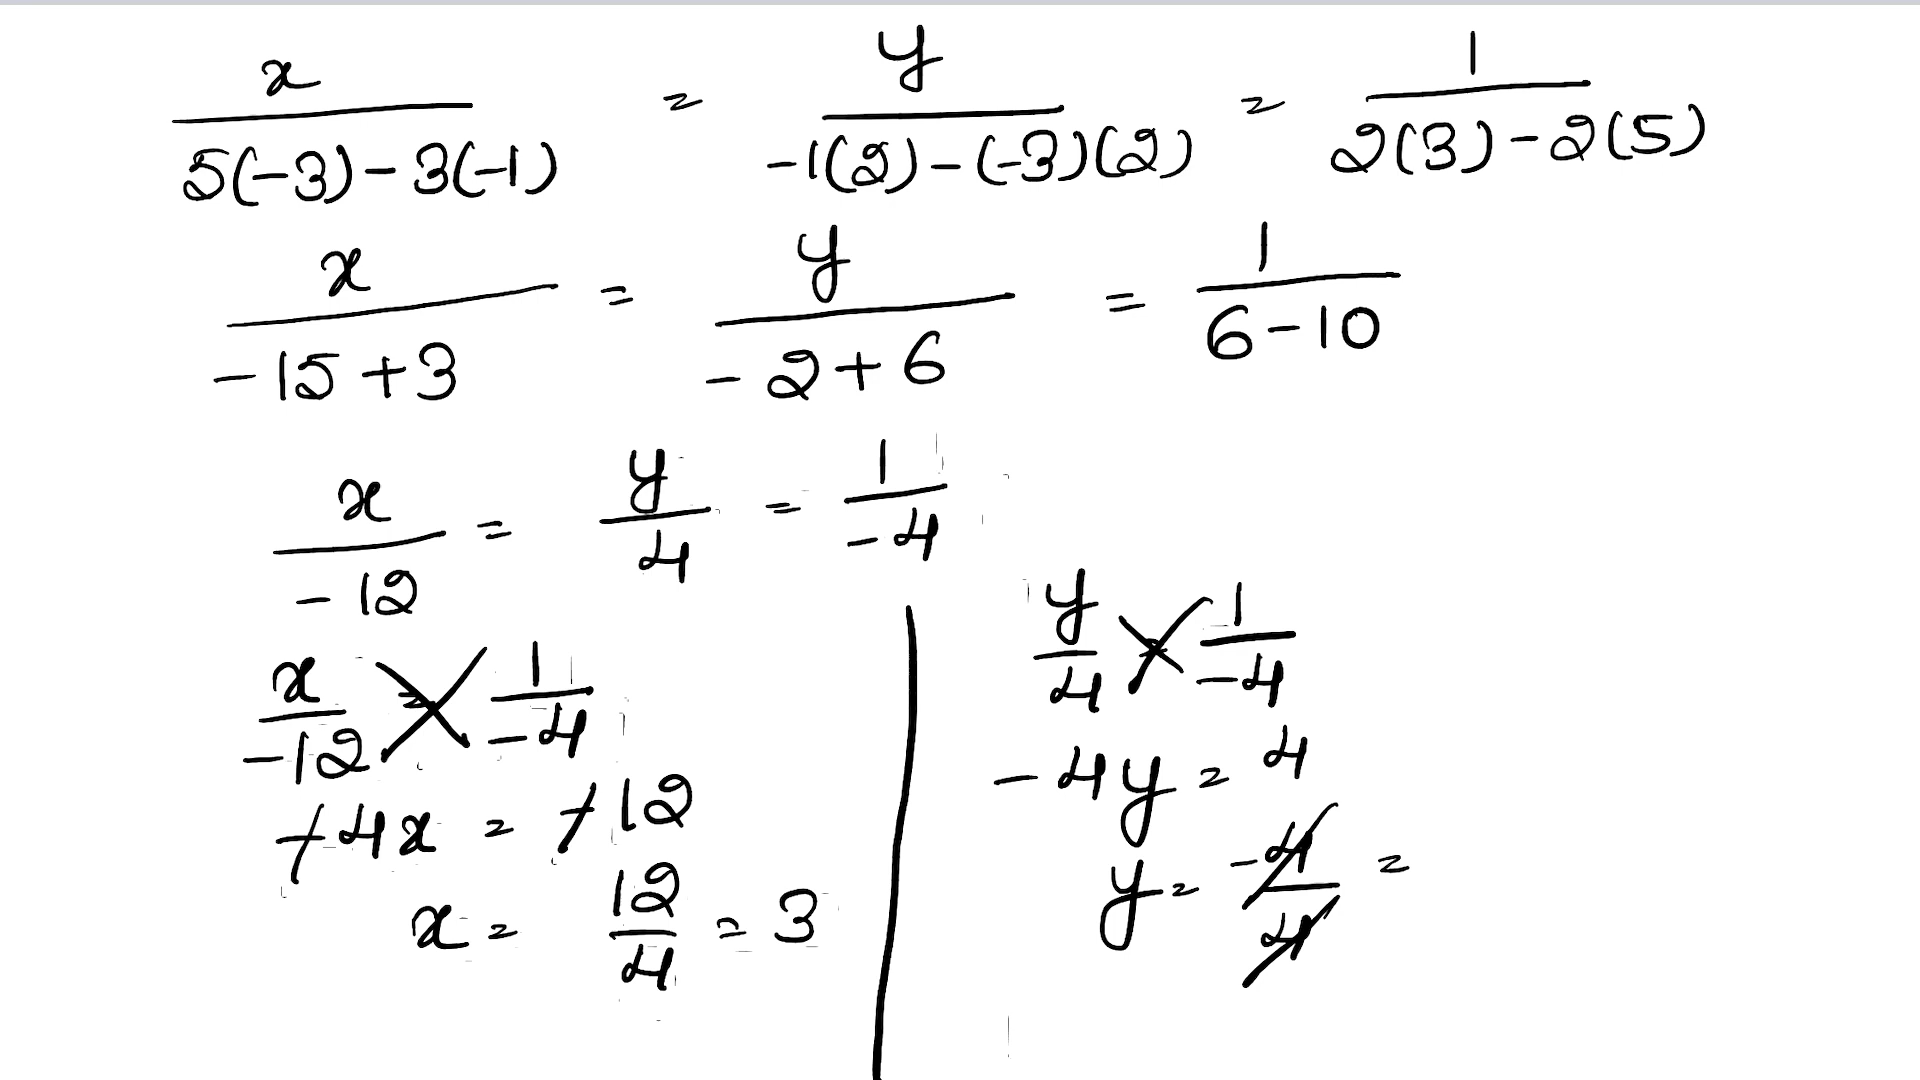 x/(5(-3)-3(-1)) = y/(-1(2)-(-3)(2)) = 1/(2(3)-2(5))
x/(-15+3) = y/(-2+6) = 1/(6-10)
x/-12 = y/4 = 1/-4
x/-12 = 1/-4
-4x = -12
x = 12/4 = 3
y/4 = 1/-4
-4y = 4
y = -4/4 =